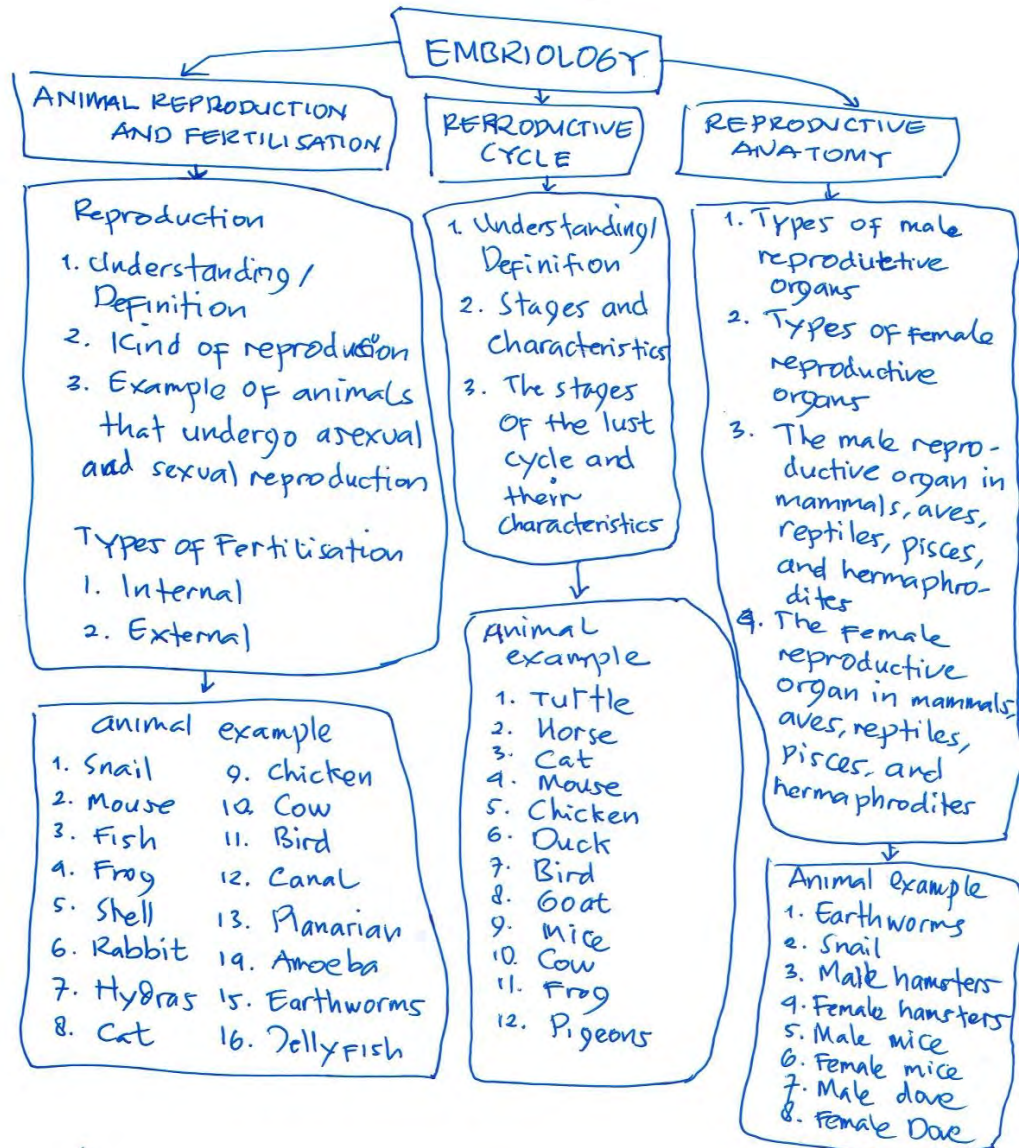 EMBRIOLOGY
ANIMAL REPRODUCTION
AND FERTILISATION
Reproduction
1. Understanding/
Definition
2. Kind of reproduction
3. Example of animals
that undergo asexual
and sexual reproduction
Types of Fertilisation
1. Internal
2. External
animal example
1. Snail
2. Mouse
3. Fish
4. Frog
5. Shell
6. Rabbit
7. Hydras
8. Cat
9. Chicken
10. Cow
11. Bird
12. Canal
13. Planarian
14. Amoeba
15. Earthworms
16. Jellyfish
REPRODUCTIVE
CYCLE
1. Understanding/
Definition
2. Stages and
characteristics
3. The stages
of the lust
cycle and
their
characteristics
Animal
example
1. Turtle
2. Horse
3. Cat
4. Mouse
5. Chicken
6. Duck
7. Bird
8. Goat
9. Mice
10. Cow
11. Frog
12. Pigeons
REPRODUCTIVE
ANATOMY
1. Types of male
reproductive
organs
2. Types of female
reproductive
organs
3. The male repro-
ductive organ in
mammals, aves,
reptiles, pisces,
and hermaphro-
dites
4. The female
reproductive
organ in mammals,
aves, reptiles,
pisces, and
hermaphrodites
Animal example
1. Earthworms
2. Snail
3. Male hamsters
4. Female hamsters
5. Male mice
6. Female mice
7. Male dove
8. Female Dove